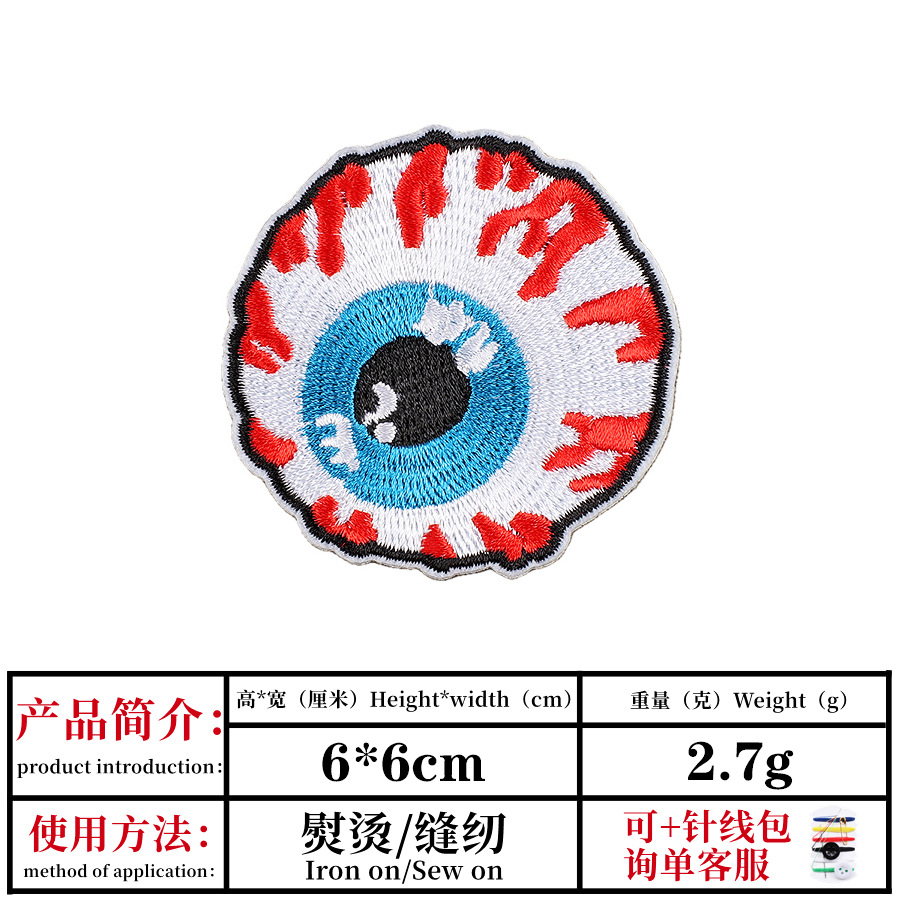 产品简介：
product introduction:
高*宽（厘米）Height*width（cm）
重量（克）Weight（g）
6*6cm
2.7g
使用方法：
method of application:
熨烫/缝纫
Iron on/Sew on
可+针线包
询单客服